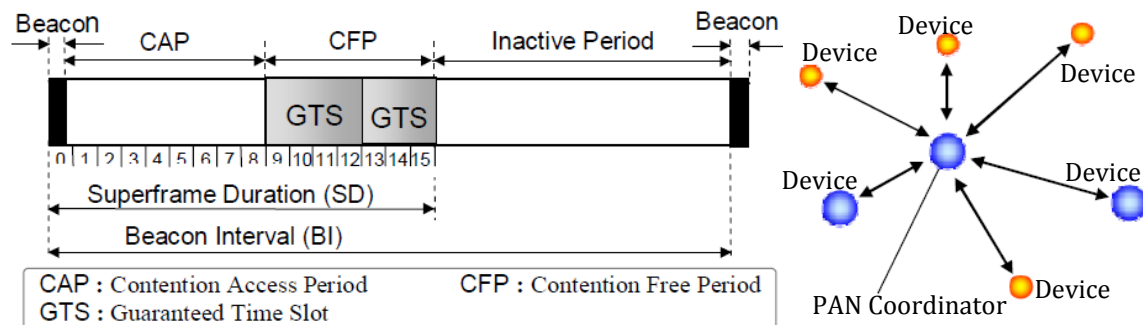 Beacon
CAP
CFP
Inactive Period
Beacon
GTS
GTS
0 1 2 3 4 5 6 7 8 9 10 11 12 13 14 15
Superframe Duration (SD)
Beacon Interval (BI)
CAP : Contention Access Period
CFP : Contention Free Period
GTS : Guaranteed Time Slot
Device
Device
Device
Device
Device
Device
PAN Coordinator